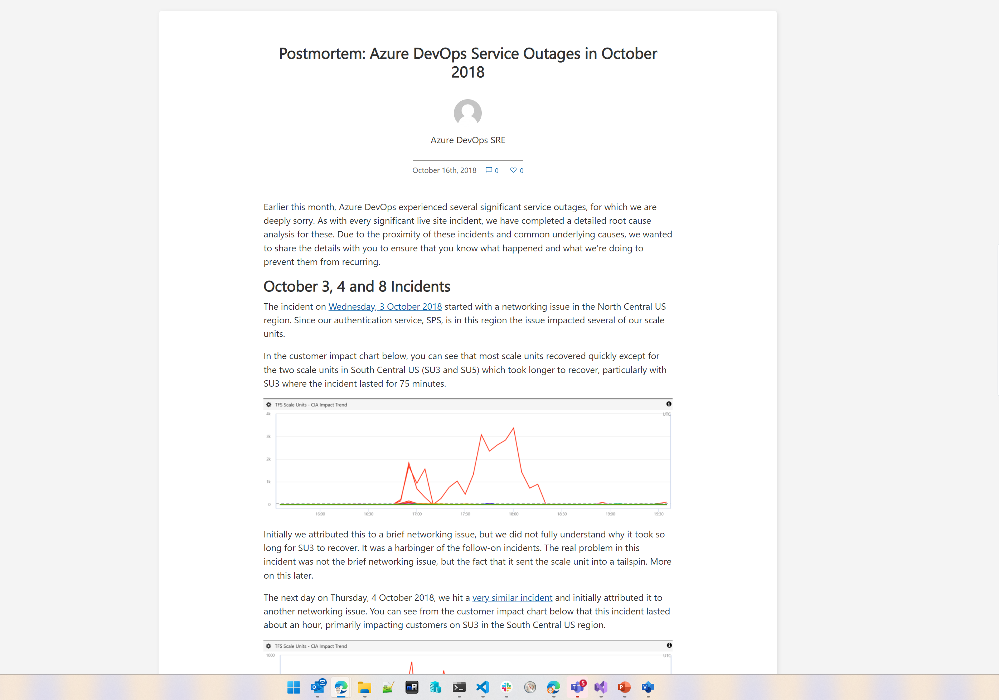 Postmortem: Azure DevOps Service Outages in October
2018
Azure DevOps SRE
October 16th, 2018 0 0
Earlier this month, Azure DevOps experienced several significant service outages, for which we are
deeply sorry. As with every significant live site incident, we have completed a detailed root cause
analysis for these. Due to the proximity of these incidents and common underlying causes, we wanted
to share the details with you to ensure that you know what happened and what we’re doing to
prevent them from recurring.
October 3, 4 and 8 Incidents
The incident on Wednesday, 3 October 2018 started with a networking issue in the North Central US
region. Since our authentication service, SPS, is in this region the issue impacted several of our scale
units.
In the customer impact chart below, you can see that most scale units recovered quickly except for
the two scale units in South Central US (SU3 and SU5) which took longer to recover, particularly with
SU3 where the incident lasted for 75 minutes.
TFS Scale Units - CIA Impact Trend
4k
UTC
3k
2k
1k
0
16:00 16:30 17:00 17:30 18:00 18:30 19:00 19:30
Initially we attributed this to a brief networking issue, but we did not fully understand why it took so
long for SU3 to recover. It was a harbinger of the follow-on incidents. The real problem in this
incident was not the brief networking issue, but the fact that it sent the scale unit into a tailspin. More
on this later.
The next day on Thursday, 4 October 2018, we hit a very similar incident and initially attributed it to
another networking issue. You can see from the customer impact chart below that this incident lasted
about an hour, primarily impacting customers on SU3 in the South Central US region.
TFS Scale Units - CIA Impact Trend
1000
UTC
5